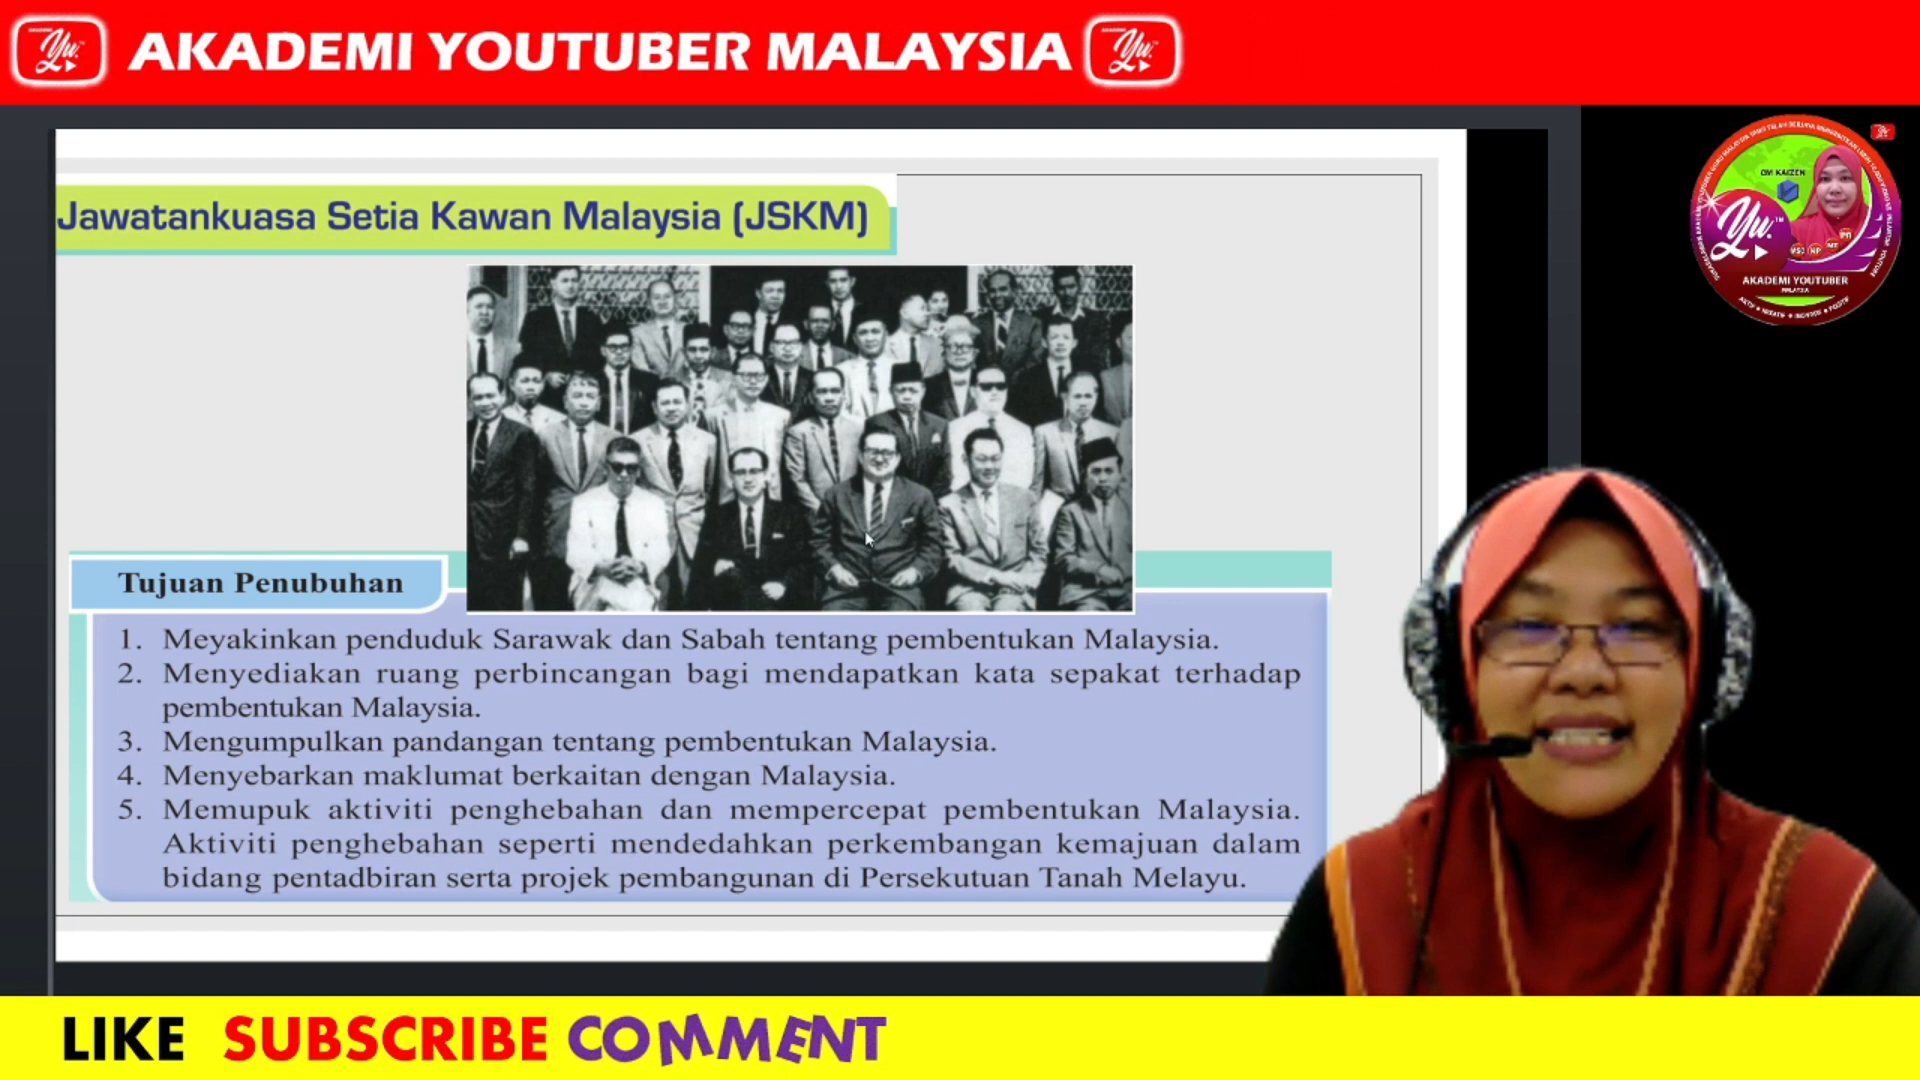 AKADEMI YOUTUBER MALAYSIA
Jawatankuasa Setia Kawan Malaysia (JSKM)
Tujuan Penubuhan
1. Meyakinkan penduduk Sarawak dan Sabah tentang pembentukan Malaysia.
2. Menyediakan ruang perbincangan bagi mendapatkan kata sepakat terhadap
pembentukan Malaysia.
3. Mengumpulkan pandangan tentang pembentukan Malaysia.
4. Menyebarkan maklumat berkaitan dengan Malaysia.
5. Memupuk aktiviti penghebahan dan mempercepat pembentukan Malaysia.
Aktiviti penghebahan seperti mendedahkan perkembangan kemajuan dalam
bidang pentadbiran serta projek pembangunan di Persekutuan Tanah Melayu.
Yu.
AKADEMI YOUTUBER
MALAYSIA
LIKE SUBSCRIBE COMMENT